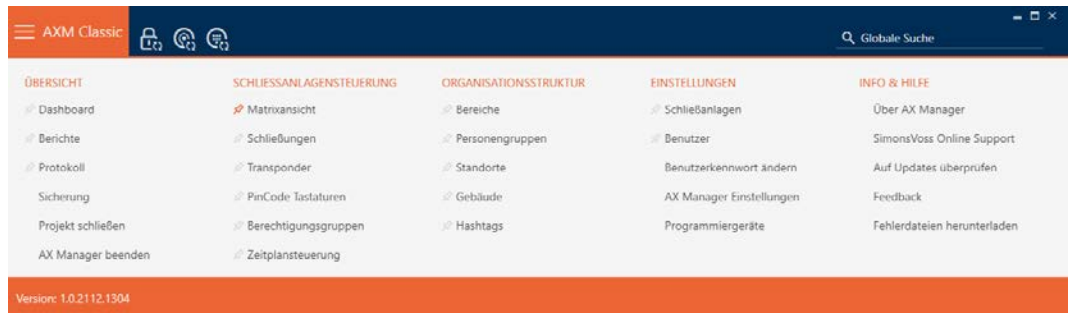 AXM Classic
Globale Suche
ÜBERSICHT
Dashboard
Berichte
Protokoll
Sicherung
Projekt schließen
AX Manager beenden
SCHLIESSANLAGENSTEUERUNG
Matrixansicht
Schließungen
Transponder
PinCode Tastaturen
Berechtigungsgruppen
Zeitplansteuerung
ORGANISATIONSSTRUKTUR
Bereiche
Personengruppen
Standorte
Gebäude
Hashtags
EINSTELLUNGEN
Schließanlagen
Benutzer
Benutzerkennwort ändern
AX Manager Einstellungen
Programmiergeräte
INFO & HILFE
Über AX Manager
SimonsVoss Online Support
Auf Updates überprüfen
Feedback
Fehlerdateien herunterladen
Version: 1.0.2112.1304